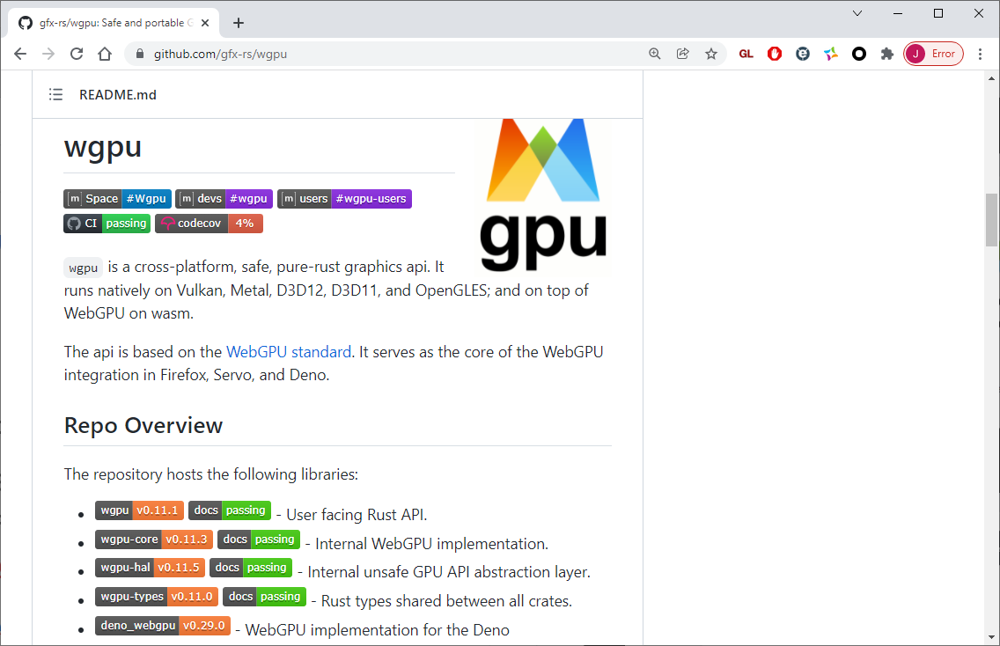 gfx-rs/wgpu: Safe and portable G
github.com/gfx-rs/wgpu
GL
J Error
README.md
wgpu
gpu
[m] Space #Wgpu [m] devs #wgpu [m] users #wgpu-users
CI passing codecov 4%
wgpu is a cross-platform, safe, pure-rust graphics api. It
runs natively on Vulkan, Metal, D3D12, D3D11, and OpenGLES; and on top of
WebGPU on wasm.
The api is based on the WebGPU standard. It serves as the core of the WebGPU
integration in Firefox, Servo, and Deno.
Repo Overview
The repository hosts the following libraries:
wgpu v0.11.1 docs passing - User facing Rust API.
wgpu-core v0.11.3 docs passing - Internal WebGPU implementation.
wgpu-hal v0.11.5 docs passing - Internal unsafe GPU API abstraction layer.
wgpu-types v0.11.0 docs passing - Rust types shared between all crates.
deno_webgpu v0.29.0 - WebGPU implementation for the Deno